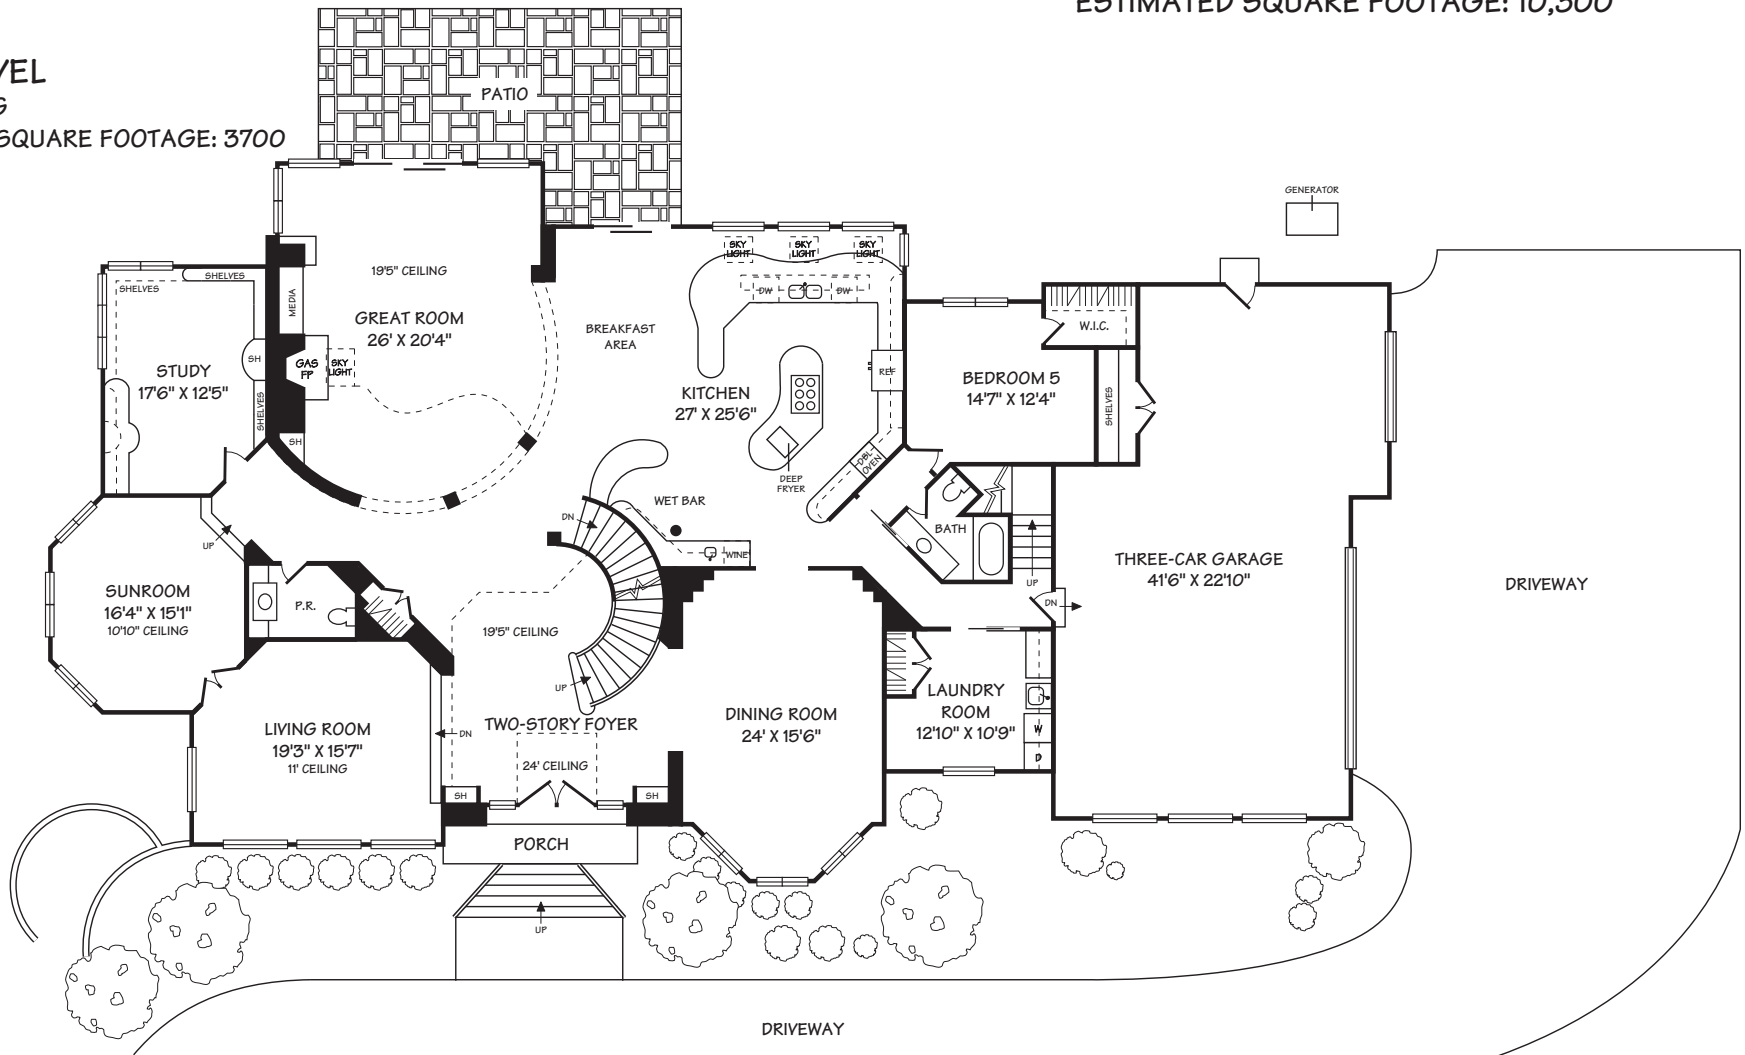 ESTIMATED SQUARE FOOTAGE: 10,300
SQUARE FOOTAGE: 3700
PATIO
GENERATOR
SKY
LIGHT
SKY
LIGHT
SKY
LIGHT
SHELVES
SHELVES
19'5" CEILING
MEDIA
DW
DW
GREAT ROOM
26' X 20'4"
BREAKFAST
AREA
W.I.C.
STUDY
17'6" X 12'5"
SH
GAS
FP
SKY
LIGHT
REF
KITCHEN
27' X 25'6"
BEDROOM 5
14'7" X 12'4"
SHELVES
SHELVES
SH
DBL
OVEN
DEEP
FRYER
WET BAR
DN
UP
BATH
WINE
UP
THREE-CAR GARAGE
41'6" X 22'10"
DRIVEWAY
SUNROOM
16'4" X 15'1"
10'10" CEILING
P.R.
DN
19'5" CEILING
UP
LAUNDRY
ROOM
12'10" X 10'9"
W
D
LIVING ROOM
19'3" X 15'7"
11' CEILING
DN
TWO-STORY FOYER
24' CEILING
DINING ROOM
24' X 15'6"
SH
SH
PORCH
UP
DRIVEWAY